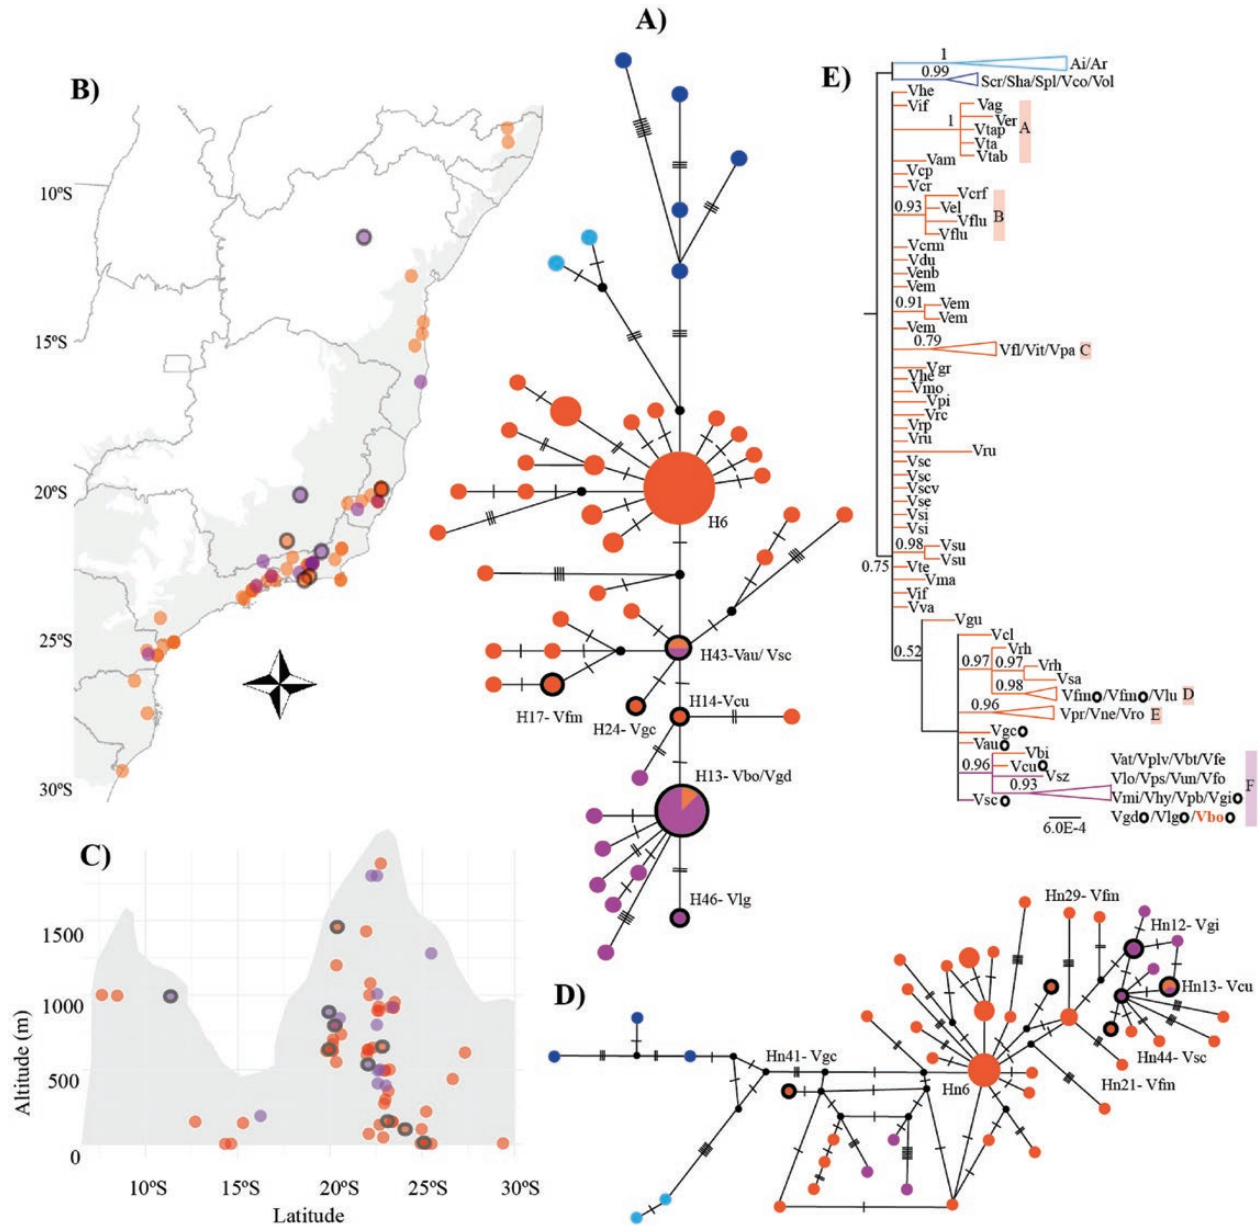 A)
H6
H43-Vau/ Vsc
H17- Vfm
H24- Vgc
H14-Vcu
H13- Vbo/Vgd
H46- Vlg
B)
10ºS
15ºS
20ºS
25ºS
30ºS
C)
Altitude (m)
1500
1000
500
0
10ºS
15ºS
20ºS
25ºS
30ºS
Latitude
D)
Hn41- Vgc
Hn6
Hn29- Vfm
Hn12- Vgi
Hn13- Vcu
Hn44- Vsc
Hn21- Vfm
E)
1
Ai/Ar
0.99
Scr/Sha/Spl/Vco/Vol
Vhe
Vif
1
Vag
Ver
Vtap
Vta
Vtab
A
Vam
Vcp
Vcr
0.93
Vcrf
Vel
Vflu
Vflu
B
Vcrm
Vdu
Venb
Vem
0.91
Vem
Vem
Vem
0.79
Vfl/Vit/Vpa
C
Vgr
Vhe
Vmo
Vpi
Vrc
Vrp
Vru
Vru
Vsc
Vsc
Vscv
Vse
Vsi
Vsi
0.98
Vsu
Vsu
Vte
0.75
Vma
Vif
Vva
Vgu
0.52
Vcl
Vrh
0.97
0.97
Vrh
Vsa
0.98
Vfm/Vfm/Vlu
D
0.96
Vpr/Vne/Vro
E
Vgc
Vau
Vbi
0.96
Vcu
Vsz
0.93
Vsc
Vat/Vplv/Vbt/Vfe
Vlo/Vps/Vun/Vfo
Vmi/Vhy/Vpb/Vgi
Vgd/Vlg/Vbo
F
6.0E-4